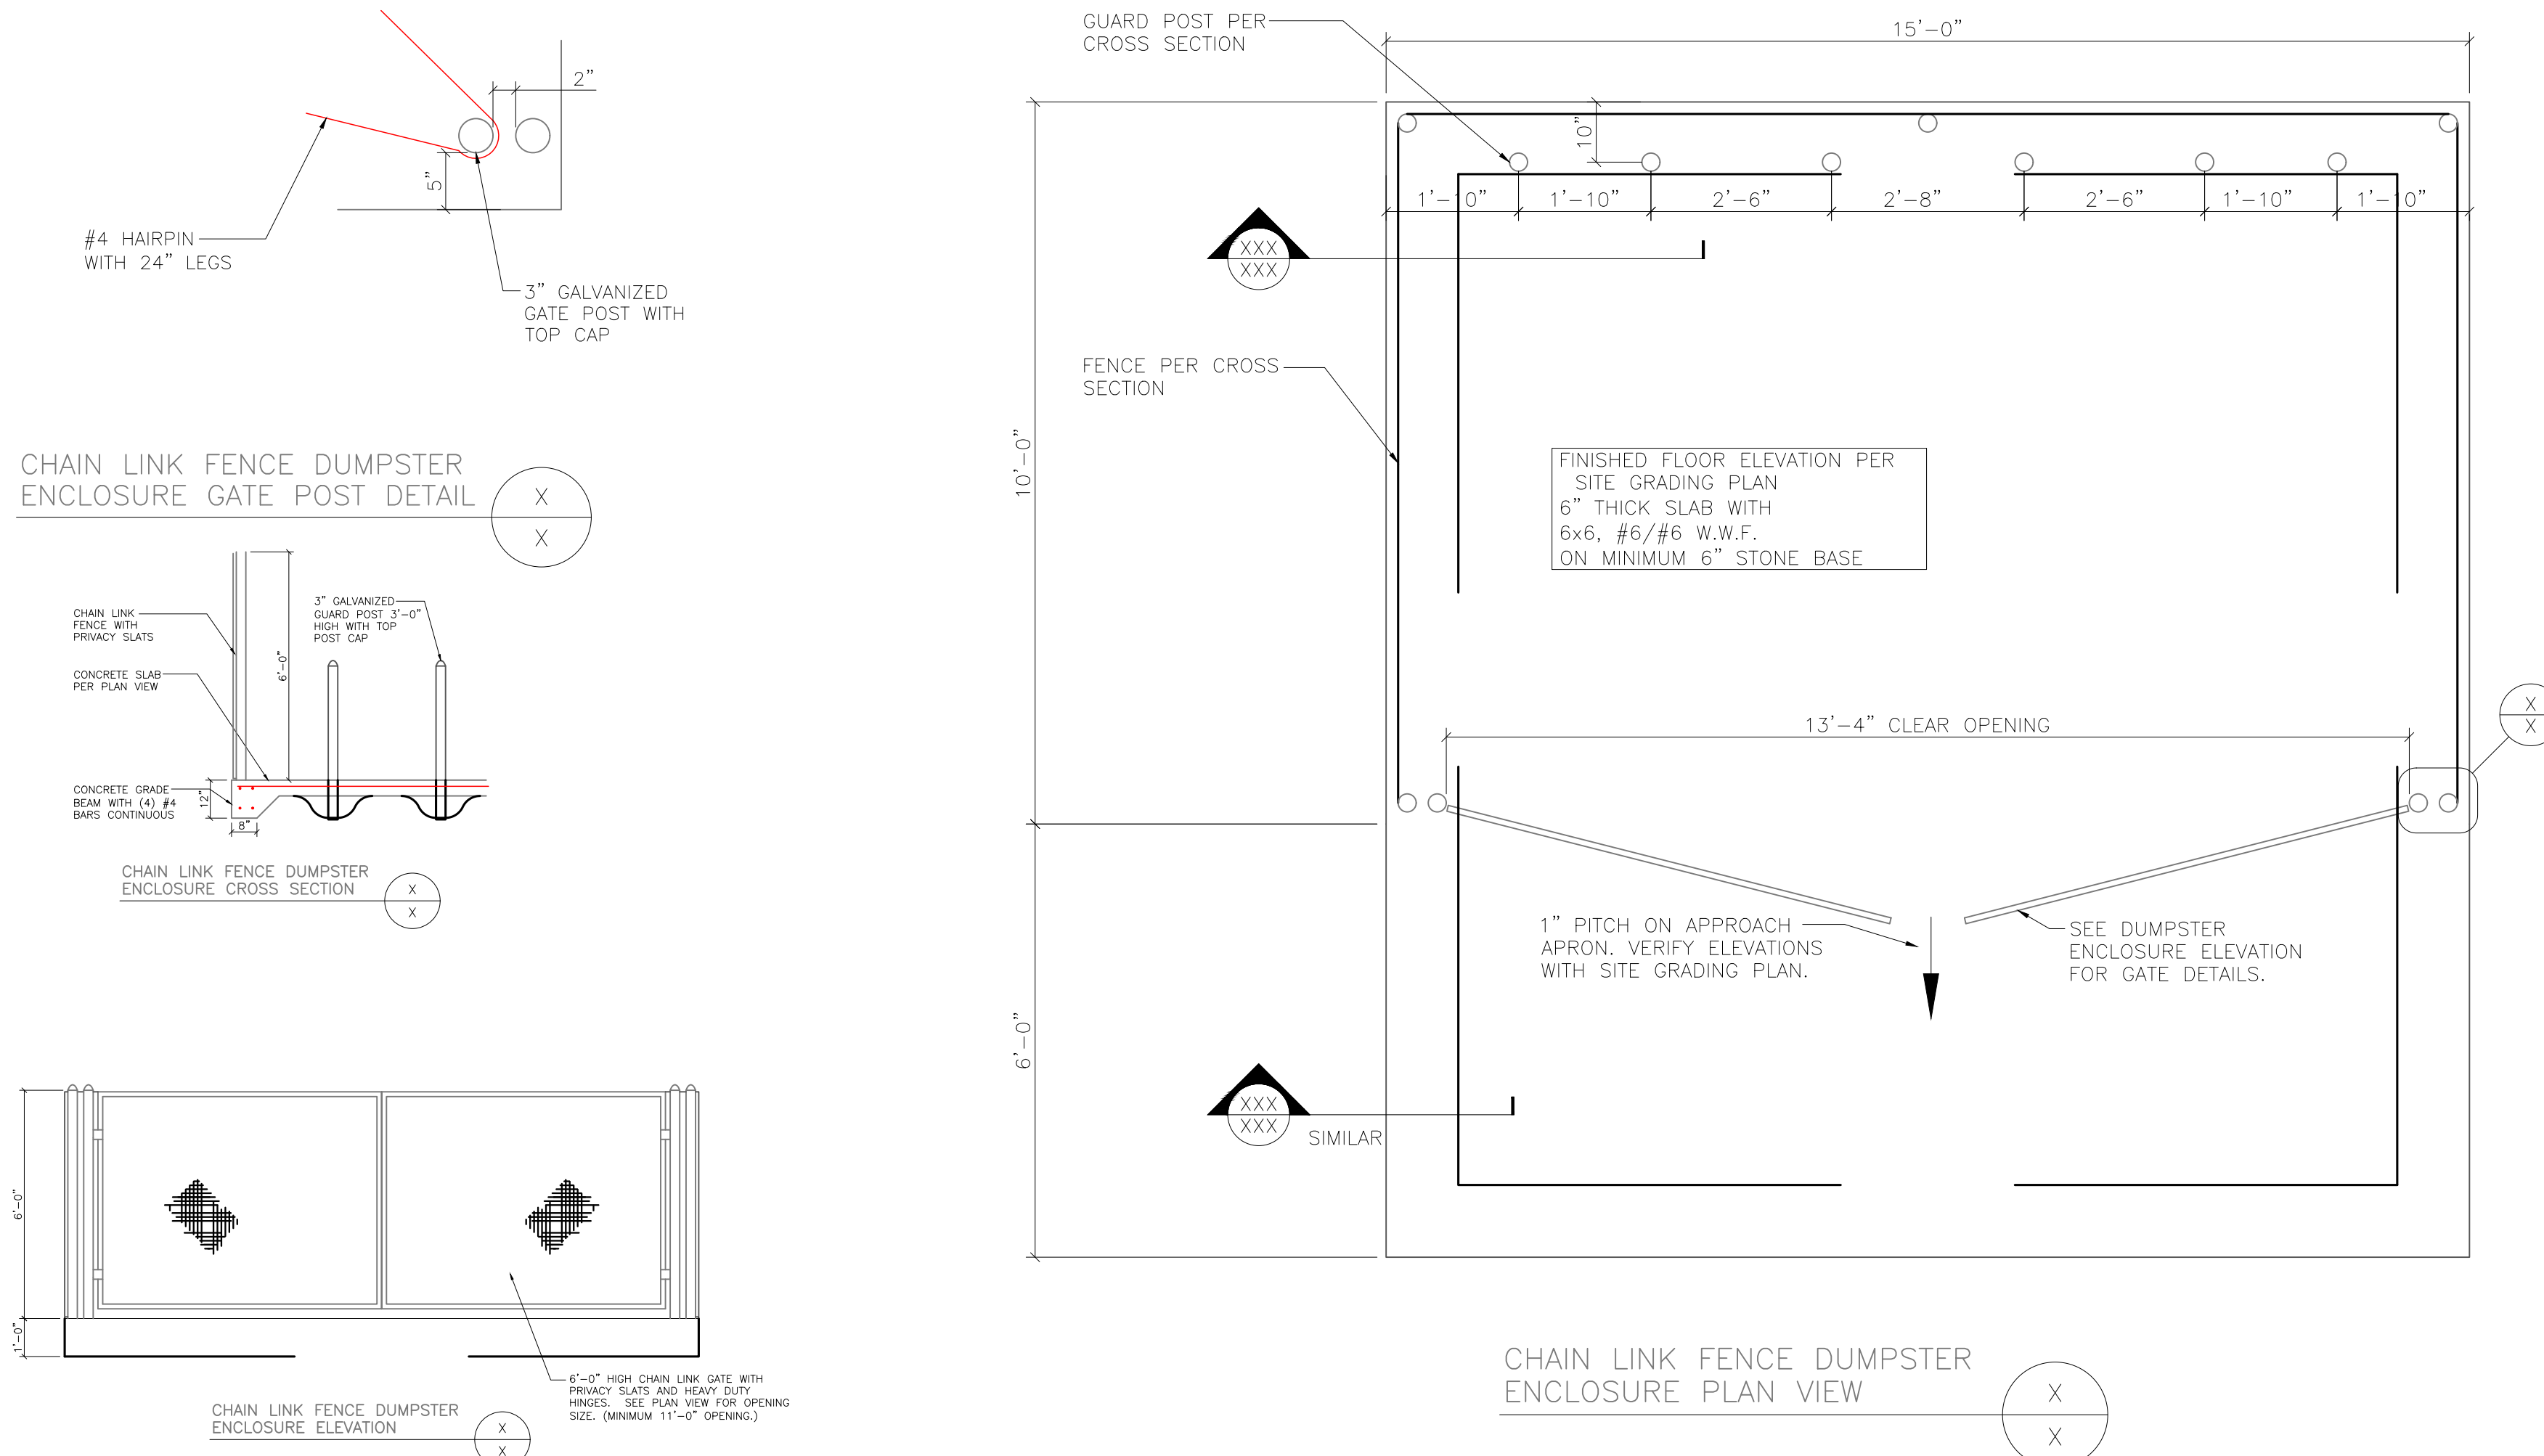 2”
5”
#4 HAIRPIN
WITH 24” LEGS
3” GALVANIZED
GATE POST WITH
TOP CAP
CHAIN LINK FENCE DUMPSTER
ENCLOSURE GATE POST DETAIL
X
X
CHAIN LINK
FENCE WITH
PRIVACY SLATS
3” GALVANIZED
GUARD POST 3’-0”
HIGH WITH TOP
POST CAP
6’-0”
CONCRETE SLAB
PER PLAN VIEW
CONCRETE GRADE
BEAM WITH (4) #4
BARS CONTINUOUS
12”
8”
CHAIN LINK FENCE DUMPSTER
ENCLOSURE CROSS SECTION
X
X
6’-0”
1’-0”
6’-0” HIGH CHAIN LINK GATE WITH
PRIVACY SLATS AND HEAVY DUTY
HINGES. SEE PLAN VIEW FOR OPENING
SIZE. (MINIMUM 11’-0” OPENING.)
CHAIN LINK FENCE DUMPSTER
ENCLOSURE ELEVATION
X
X
GUARD POST PER
CROSS SECTION
15’-0”
10”
1’-10”
1’-10”
2’-6”
2’-8”
2’-6”
1’-10”
1’-10”
XXX
XXX
FENCE PER CROSS
SECTION
10’-0”
FINISHED FLOOR ELEVATION PER
SITE GRADING PLAN
6” THICK SLAB WITH
6x6, #6/#6 W.W.F.
ON MINIMUM 6” STONE BASE
13’-4” CLEAR OPENING
X
X
1” PITCH ON APPROACH
APRON. VERIFY ELEVATIONS
WITH SITE GRADING PLAN.
SEE DUMPSTER
ENCLOSURE ELEVATION
FOR GATE DETAILS.
6’-0”
XXX
XXX
SIMILAR
CHAIN LINK FENCE DUMPSTER
ENCLOSURE PLAN VIEW
X
X